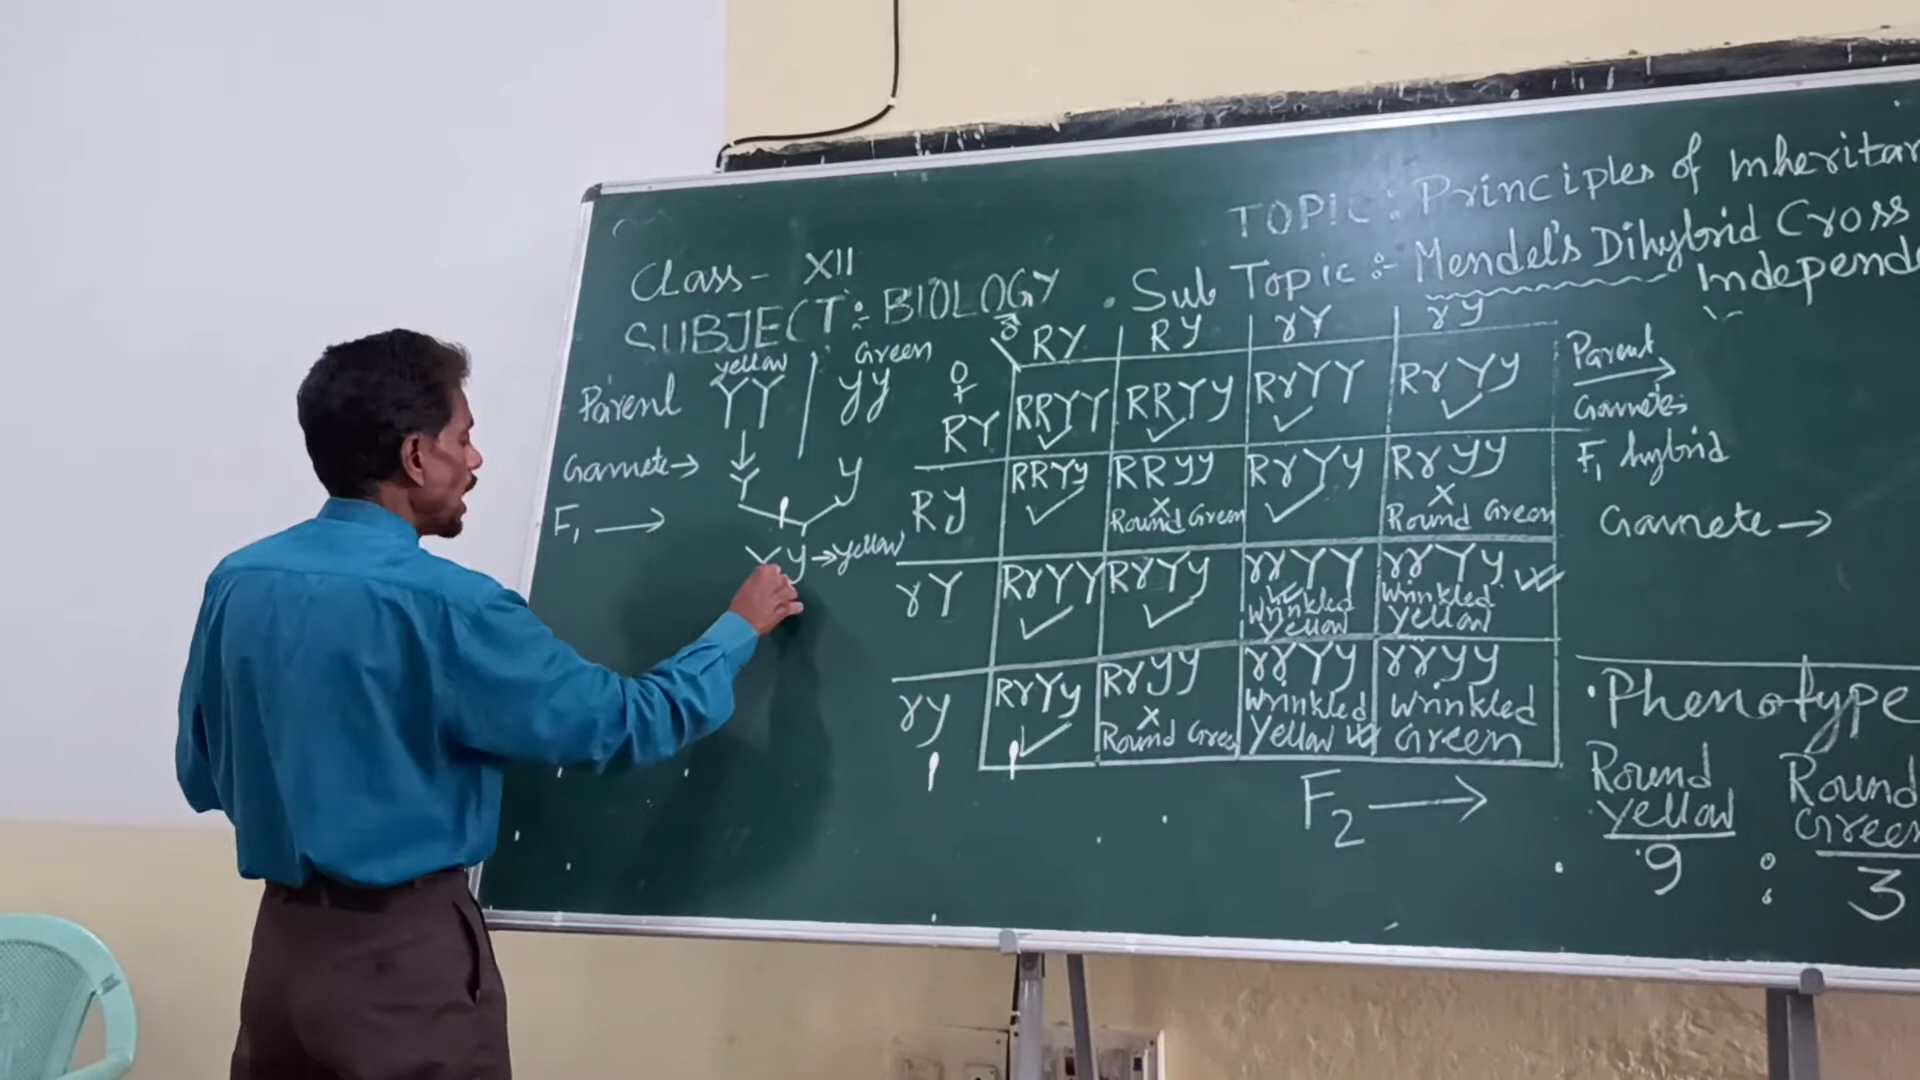 TOPIC:- Principles of Inheritan
Sub Topic :- Mendel's Dihybrid Cross
Independe
Class - XII
SUBJECT:- BIOLOGY
yellow Green
Parent YY yy
Gamete → Y y
F1 →
Yy → yellow
♂ RY Ry rY ry
♀
RY RRYY RRYy RrYY RrYy
Ry RRYy RRyy RrYy Rryy
x Round Green x Round Green
rY RrYY RrYy rrYY rrYy
Wrinkled Yellow Wrinkled Yellow
ry RrYy Rryy rrYy rryy
x Round Green Wrinkled Yellow Wrinkled Green
F2 →
Parent →
Gametes
F1 hybrid
Gamete →
Phenotype
Round Round
Yellow Green
9 : 3